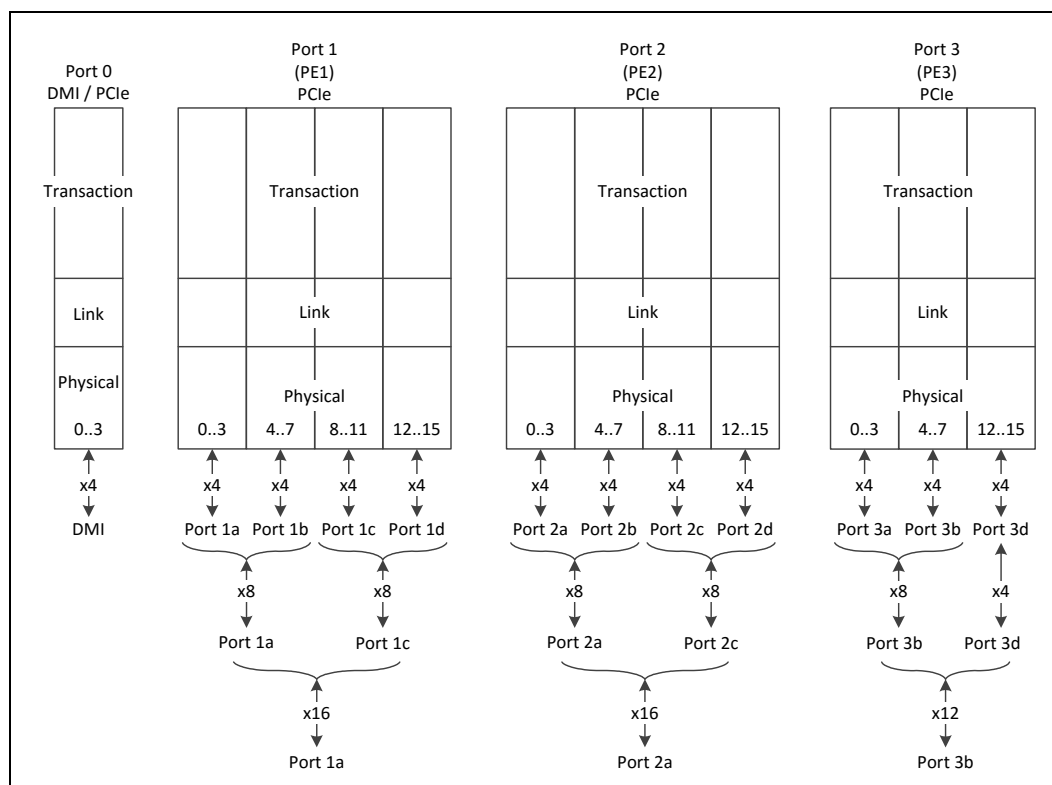 Port 0
DMI / PCIe
Port 1
(PE1)
PCIe
Port 2
(PE2)
PCIe
Port 3
(PE3)
PCIe
Transaction
Transaction
Transaction
Transaction
Link
Link
Link
Link
Physical
Physical
Physical
Physical
0..3
0..3 4..7 8..11 12..15
0..3 4..7 8..11 12..15
0..3 4..7 12..15
x4
x4 x4 x4 x4
x4 x4 x4 x4
x4 x4 x4
DMI
Port 1a Port 1b Port 1c Port 1d
Port 2a Port 2b Port 2c Port 2d
Port 3a Port 3b Port 3d
x8 x8
x8 x8
x8 x4
Port 1a Port 1c
Port 2a Port 2c
Port 3b Port 3d
x16
x16
x12
Port 1a
Port 2a
Port 3b